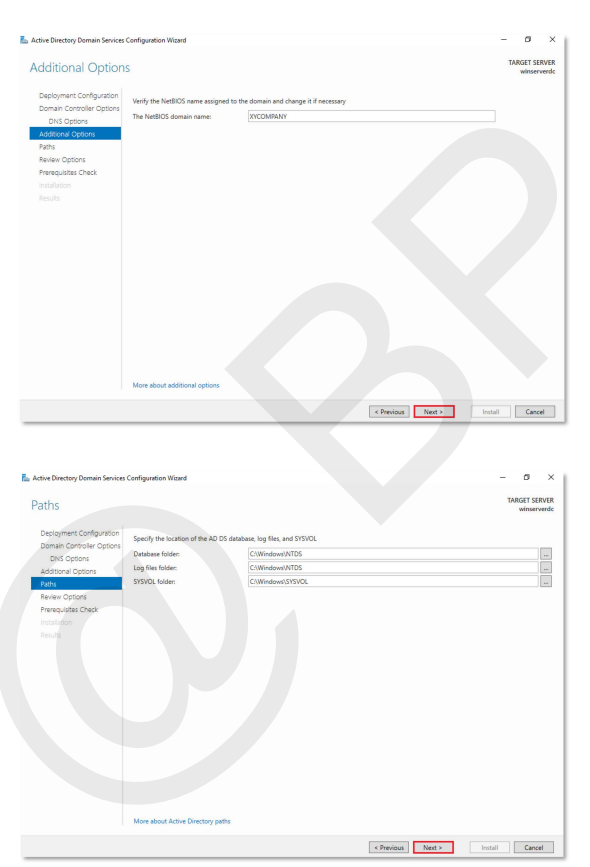 Active Directory Domain Services Configuration Wizard
Additional Options
TARGET SERVER
winserverdc
Deployment Configuration
Domain Controller Options
DNS Options
Additional Options
Paths
Review Options
Prerequisites Check
Installation
Results
Verify the NetBIOS name assigned to the domain and change it if necessary
The NetBIOS domain name: XYCOMPANY
More about additional options
< Previous Next > Install Cancel
Active Directory Domain Services Configuration Wizard
Paths
TARGET SERVER
winserverdc
Deployment Configuration
Domain Controller Options
DNS Options
Additional Options
Paths
Review Options
Prerequisites Check
Installation
Results
Specify the location of the AD DS database, log files, and SYSVOL
Database folder: C:\Windows\NTDS ...
Log files folder: C:\Windows\NTDS ...
SYSVOL folder: C:\Windows\SYSVOL ...
More about Active Directory paths
< Previous Next > Install Cancel
@BP